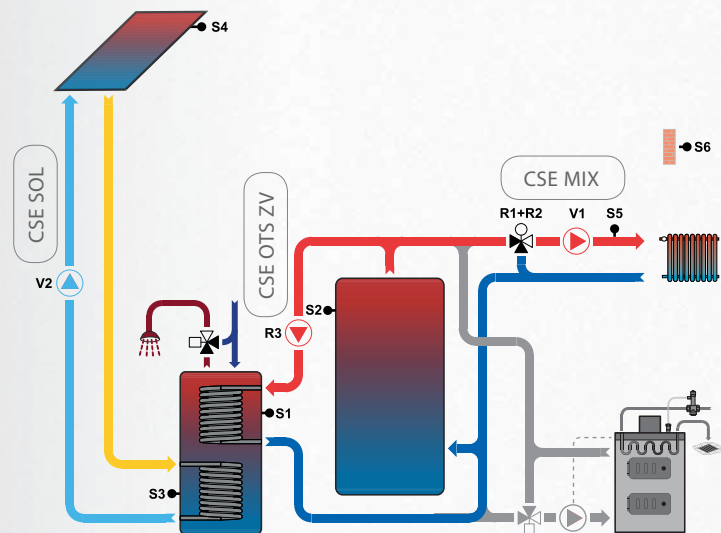 S4
S6
CSE SOL
CSE OTS ZV
CSE MIX
R1+R2
V1
S5
V2
S2
R3
S1
S3